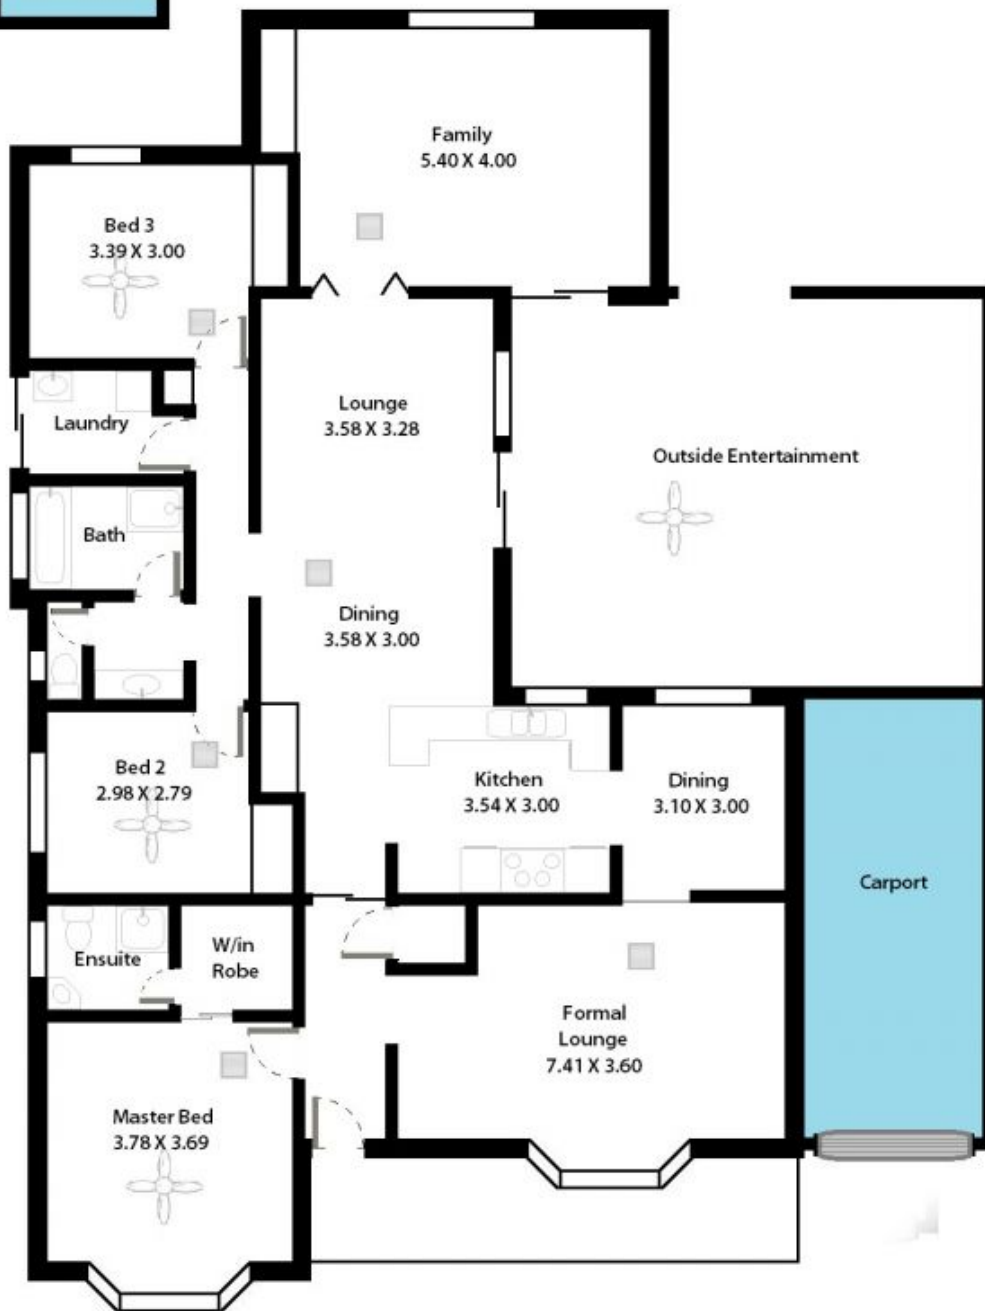 Family
5.40 X 4.00
Bed 3
3.39 X 3.00
Lounge
3.58 X 3.28
Laundry
Outside Entertainment
Bath
Dining
3.58 X 3.00
Bed 2
2.98 X 2.79
Kitchen
3.54 X 3.00
Dining
3.10 X 3.00
Carport
Ensuite
W/in
Robe
Formal
Lounge
7.41 X 3.60
Master Bed
3.78 X 3.69